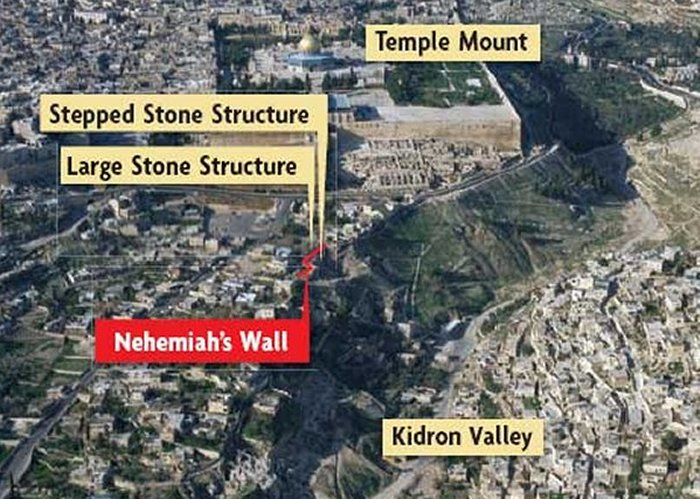 Temple Mount
Stepped Stone Structure
Large Stone Structure
Nehemiah's Wall
Kidron Valley